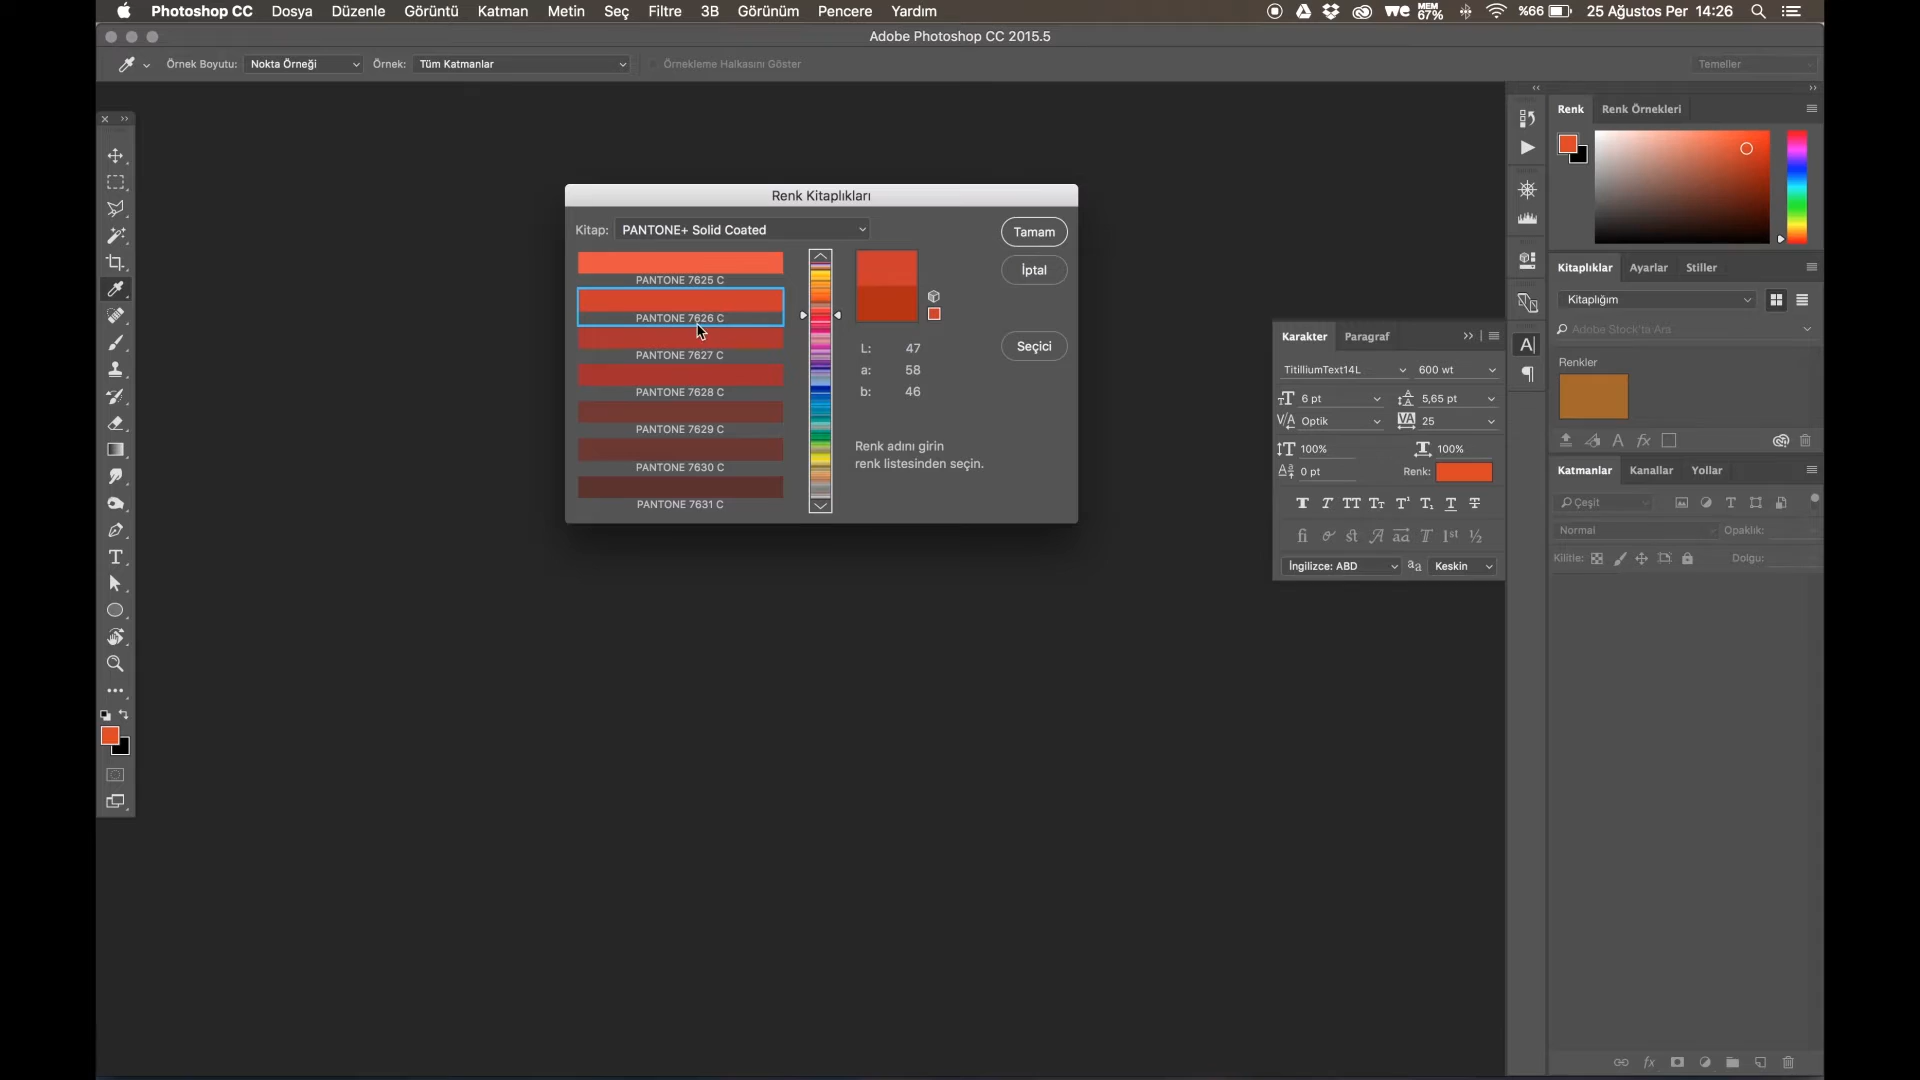 Photoshop CC Dosya Düzenle Görüntü Katman Metin Seç Filtre 3B Görünüm Pencere Yardım
MEM 67% %66 25 Ağustos Per 14:26
Adobe Photoshop CC 2015.5
Örnek Boyutu: Nokta Örneği Örnek: Tüm Katmanlar Örnekleme Halkasını Göster
Temeller
Renk Renk Örnekleri
Renk Kitaplıkları
Kitap: PANTONE+ Solid Coated
Tamam
İptal
Seçici
PANTONE 7625 C
PANTONE 7626 C
PANTONE 7627 C
PANTONE 7628 C
PANTONE 7629 C
PANTONE 7630 C
PANTONE 7631 C
L: 47
a: 58
b: 46
Renk adını girin
renk listesinden seçin.
Kitaplıklar Ayarlar Stiller
Kitaplığım
Adobe Stock'ta Ara
Renkler
Karakter Paragraf
TitilliumText14L 600 wt
6 pt 5,65 pt
Optik 25
100% 100%
0 pt Renk:
İngilizce: ABD Keskin
Katmanlar Kanallar Yollar
Çeşit
Normal Opaklık:
Kilitle: Dolgu: